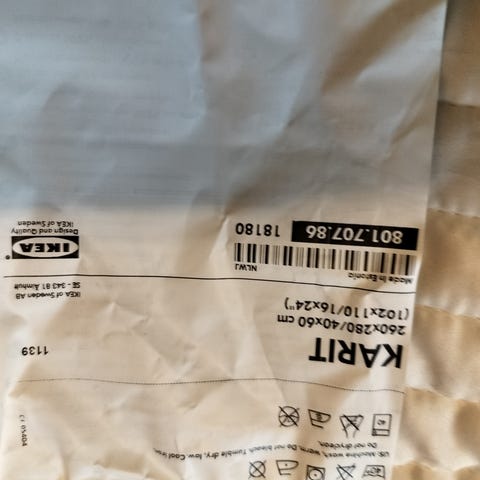 US: Machine wash, warm. Do not bleach. Tumble dry, low. Cool iron.
Do not dryclean.
KARIT
260x280/40x60 cm
(102x110/16x24")
1139
Made in Estonia
NLWJ
801.707.86 18180
IKEA of Sweden AB
SE - 343 81 Älmhult
IKEA®
Design and Quality
IKEA of Sweden